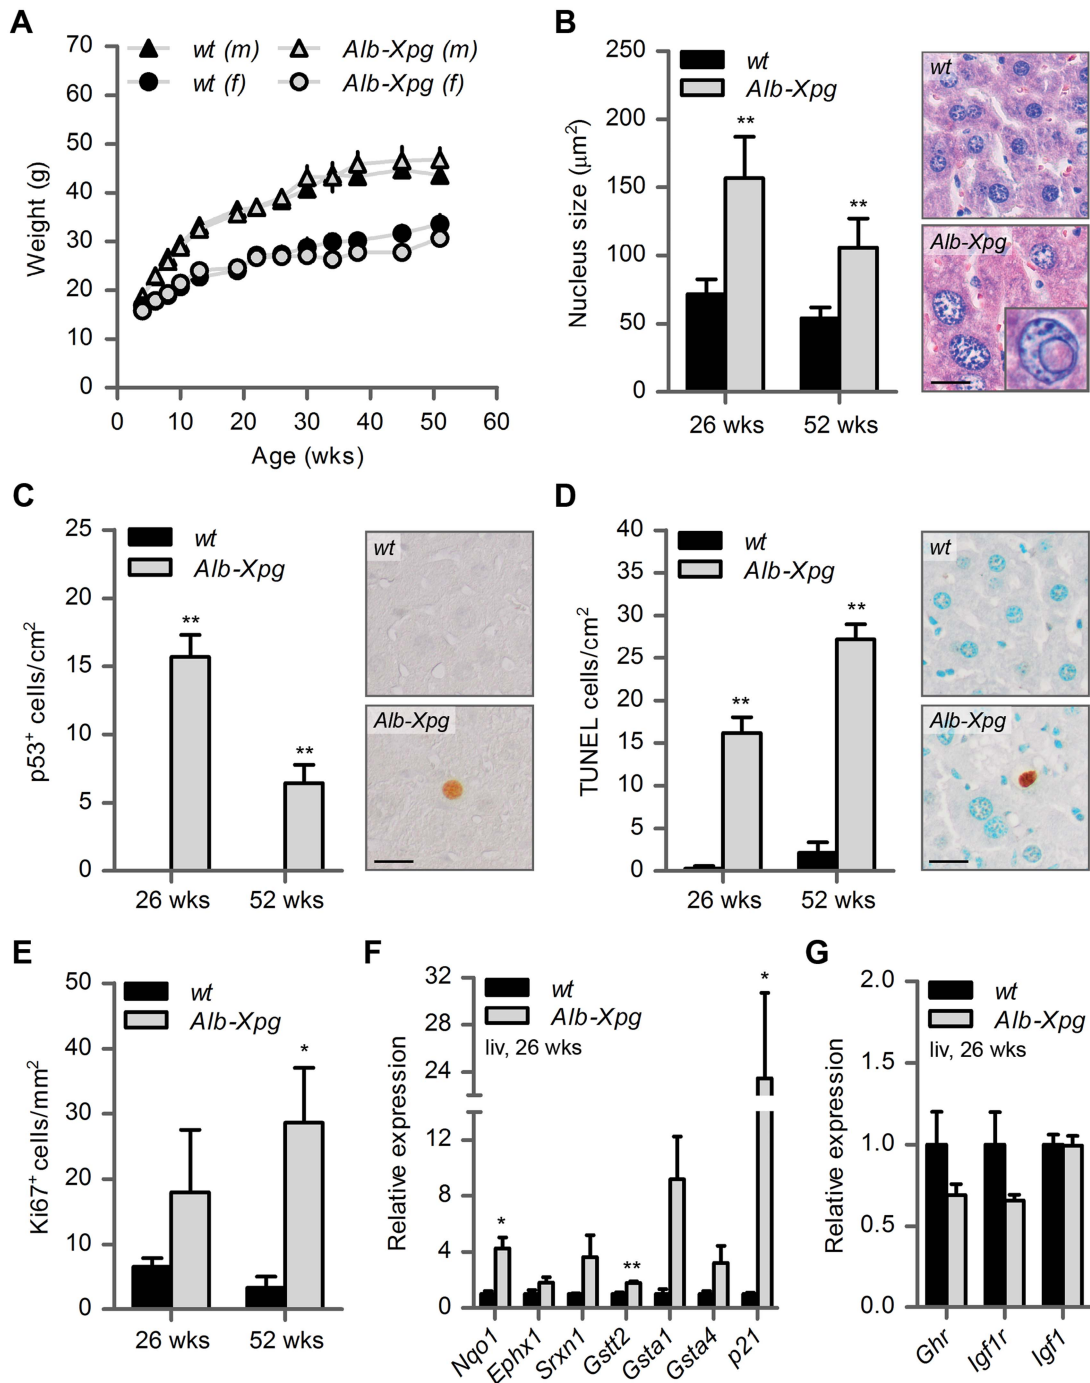 A
wt (m) Alb-Xpg (m)
wt (f) Alb-Xpg (f)
70
60
50
40
30
20
10
0
Weight (g)
0 10 20 30 40 50 60
Age (wks)
B
wt
Alb-Xpg
250
200
150
100
50
0
Nucleus size (µm²)
** **
26 wks 52 wks
wt
Alb-Xpg
C
wt
Alb-Xpg
25
20
15
10
5
0
p53⁺ cells/cm²
** **
26 wks 52 wks
wt
Alb-Xpg
D
wt
Alb-Xpg
40
35
30
25
20
15
10
5
0
TUNEL cells/cm²
** **
26 wks 52 wks
wt
Alb-Xpg
E
wt
Alb-Xpg
50
40
30
20
10
0
Ki67⁺ cells/mm²
*
26 wks 52 wks
F
wt
Alb-Xpg
liv, 26 wks
32
28
24
12
8
4
0
Relative expression
* ** *
Nqo1 Ephx1 Srxn1 Gstt2 Gsta1 Gsta4 p21
G
wt
Alb-Xpg
liv, 26 wks
2.0
1.5
1.0
0.5
0.0
Relative expression
Ghr Igf1r Igf1